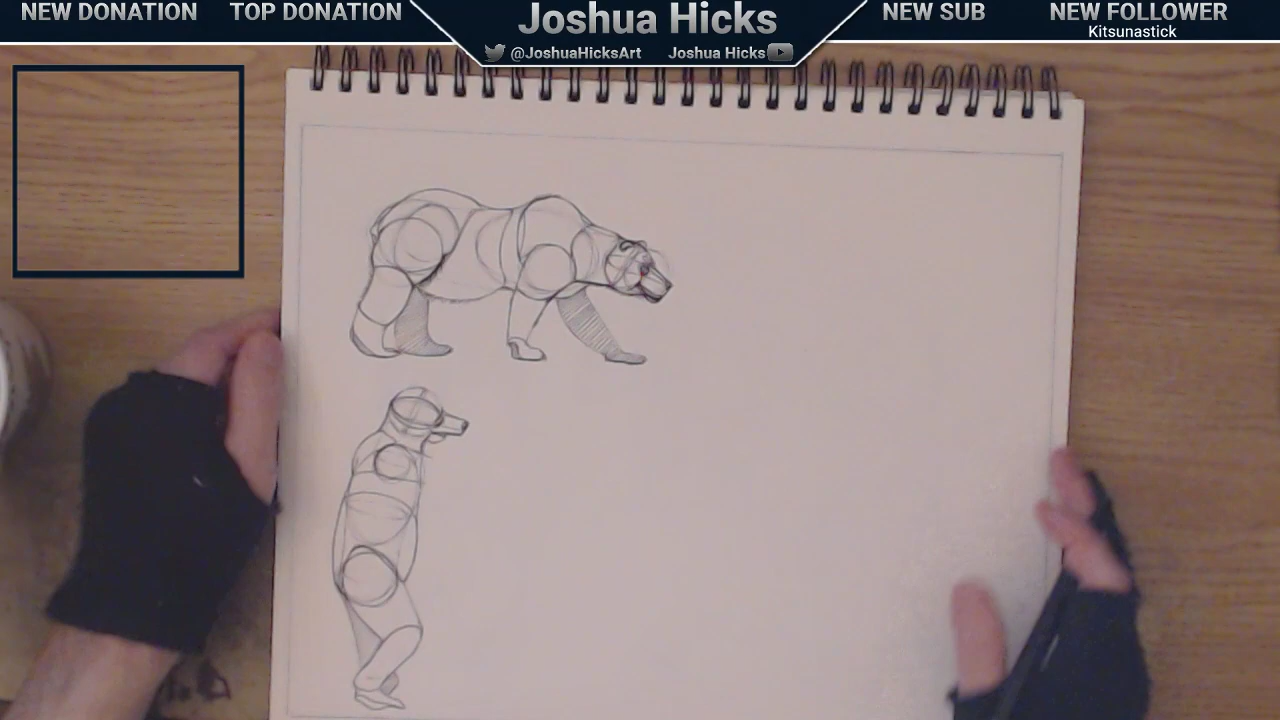 NEW DONATION
TOP DONATION
Joshua Hicks
NEW SUB
NEW FOLLOWER
Kitsunastick
@JoshuaHicksArt
Joshua Hicks